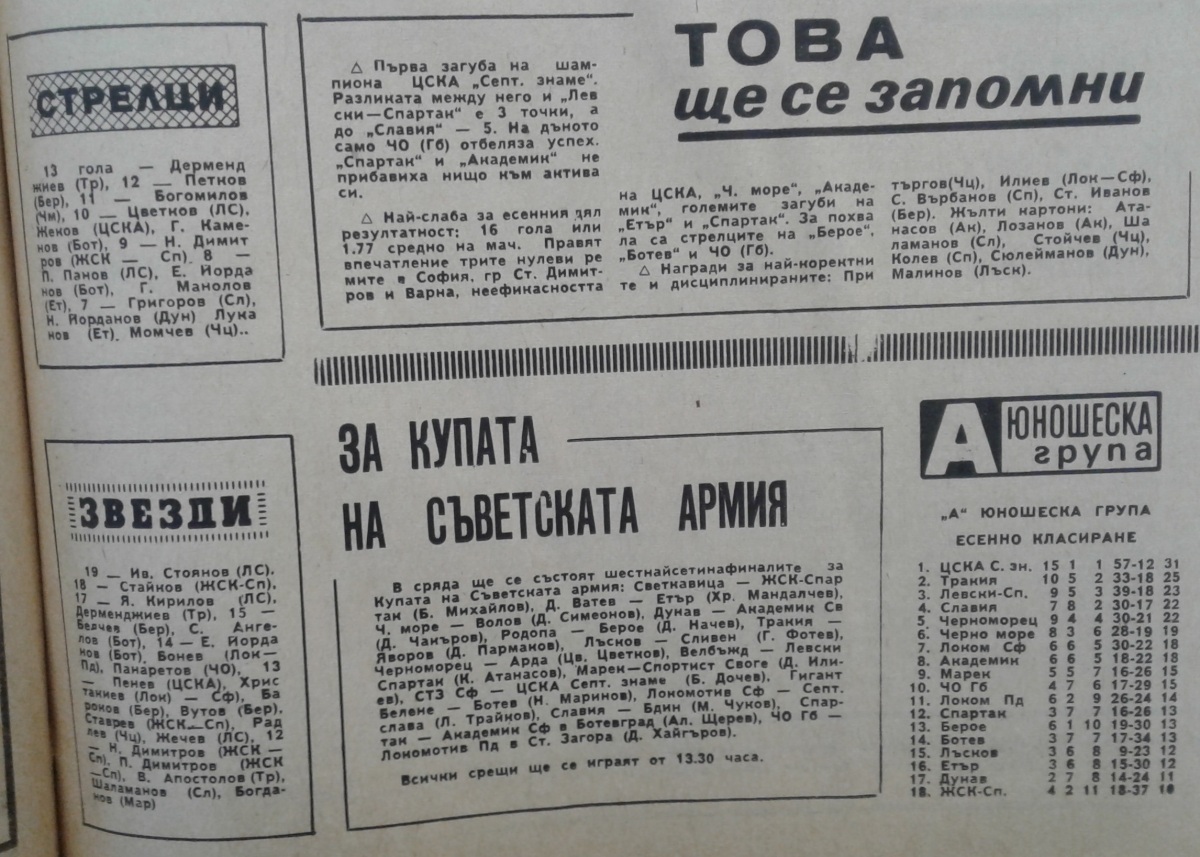 СТРЕЛЦИ
13 гола — Дерменд
жиев (Тр), 12 — Петков
(Бер), 11 — Богомилов
(Чм), 10 — Цветков (ЛС),
Жеков (ЦСКА), Г. Каме-
нов (Бот), 9 — Н. Димит
ров (ЖСК — Сп). 8 —
П. Панов (ЛС), Е. Йорда
нов (Бот), Г. Манолов
(Ет), 7 — Григоров (Сл),
Н. Йорданов (Дун) Лука
нов (Ет). Момчев (Чц)..
ЗВЕЗДИ
19 — Ив. Стоянов (ЛС).
18 — Стайков (ЖСК-Сп),
17 — Я. Кирилов (ЛС),
Дерменджиев (Тр), 15 —
Белчев (Бер), С. Анге-
лов (Бот) 14 — Е. Йорда
нов (Бот). Бонев (Лок—
Пд), Панаретов (ЧО), 13
— Пенев (ЦСКА), Хрис
таниев (Лок) — Сф), Ба
роков (Бер), Вутов (Бер),
Ставрев (ЖСК—Сп), Рад
лев (Чц), Жечев (ЛС), 12
— Н. Димитров (ЖСК —
Сп), П. Димитров (ЖСК
—Сп), В. Апостолов (Тр),
Шаламанов (Сл), Богда-
нов (Мар)
ТОВА
ще се запомни
△ Първа загуба на шам-
пиона ЦСКА „Септ. знаме“.
Разликата между него и „Лев
ски—Спартак“ е 3 точки, а
до „Славия“ — 5. На дъното
само ЧО (Гб) отбеляза успех.
„Спартак“ и „Академик“ не
прибавиха нищо към актива
си.
△ Най-слаба за есенния дял
резултатност: 16 гола или
1.77 средно на мач. Правят
впечатление трите нулеви ре
мите в София, гр Ст. Димит-
ров и Варна, неефикасността
на ЦСКА, „Ч. море“, „Акаде-
мик“, големите загуби на
„Етър“ и „Спартак“. За похва
ла са стрелците на „Берое“,
„Ботев“ и ЧО (Гб).
△ Награди за най-коректни
те и дисциплинираните: При
търгов(Чц), Илиев (Лок—Сф),
С. Върбанов (Сп), Ст. Иванов
(Бер). Жълти картони: Ата-
насов (Ак), Лозанов (Ак), Ша
ламанов (Сл), Стойчев (Чц),
Колев (Сп), Сюлейманов (Дун),
Малинов (Лъск).
ЗА КУПАТА
НА СЪВЕТСКАТА АРМИЯ
В сряда ще се състоят шестнайсетинафиналите за
Купата на Съветската армия: Светкавица — ЖСК-Спар
так (Б. Михайлов), Д. Ватев — Етър (Хр. Мандалчев),
Ч. море — Волов (Д. Симеонов), Дунав — Академик Св
(Д. Чакъров), Родопа — Берое (Д. Начев), Тракия —
Яворов (Д. Парманов), Лъсков — Сливен (Г. Фотев),
Черноморец — Арда (Цв. Цветков), Велбъжд — Левски
Спартак (К. Атанасов), Марек—Спортист Своге (Д. Или-
ев), СТЗ Сф — ЦСКА Септ. знаме (Б. Дочев), Гигант
Белене — Ботев (Н. Маринов), Локомотив Сф — Септ.
слава (Л. Трайков), Славия — Бдин (М. Чуков), Спар-
так — Академик Сф в Ботевград (Ал. Щерев), ЧО Гб —
Локомотив Пд в Ст. Загора (Д. Хайгъров).
Всички срещи ще се играят от 13.30 часа.
А ЮНОШЕСКА
група
„А“ ЮНОШЕСКА ГРУПА
ЕСЕННО КЛАСИРАНЕ
1. ЦСКА С. зн. 15 1 1 57-12 31
2. Тракия 10 5 2 33-18 25
3. Левски-Сп. 9 5 3 39-18 23
4. Славия 7 8 2 30-17 22
5. Черноморец 9 4 4 30-21 22
6. Черно море 8 3 6 28-19 19
7. Локом Сф 6 6 5 30-22 18
8. Академик 6 6 5 18-22 18
9. Марек 5 5 7 16-26 15
10. ЧО Гб 4 7 6 17-29 15
11. Локом Пд 6 2 9 26-24 14
12. Спартак 3 7 7 16-26 13
13. Берое 6 1 10 19-30 13
14. Ботев 3 7 7 17-34 13
15. Лъсков 3 6 8 9-23 12
16. Етър 3 6 8 15-30 12
17. Дунав 2 7 8 14-24 11
18. ЖСК-Сп. 4 2 11 18-37 10